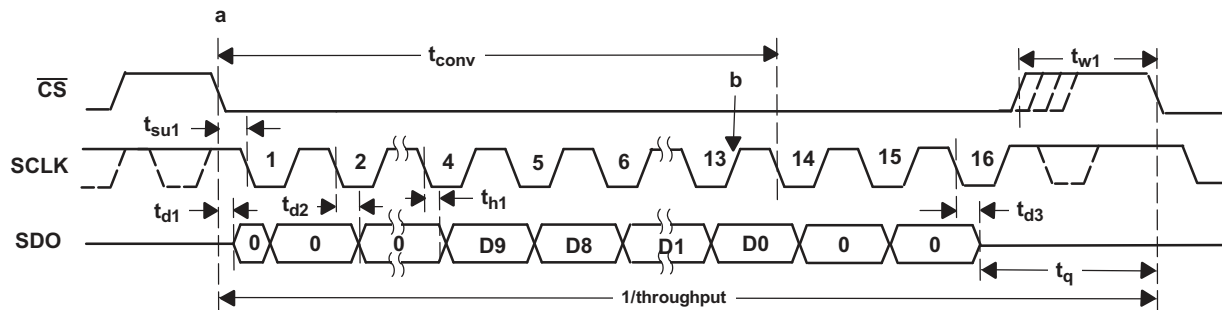 a
t_conv
t_w1
C̅S̅
b
t_su1
SCLK
1 2 4 5 6 13 14 15 16
t_d1 t_d2 t_h1 t_d3
SDO
0 0 0 D9 D8 D1 D0 0 0
t_q
1/throughput